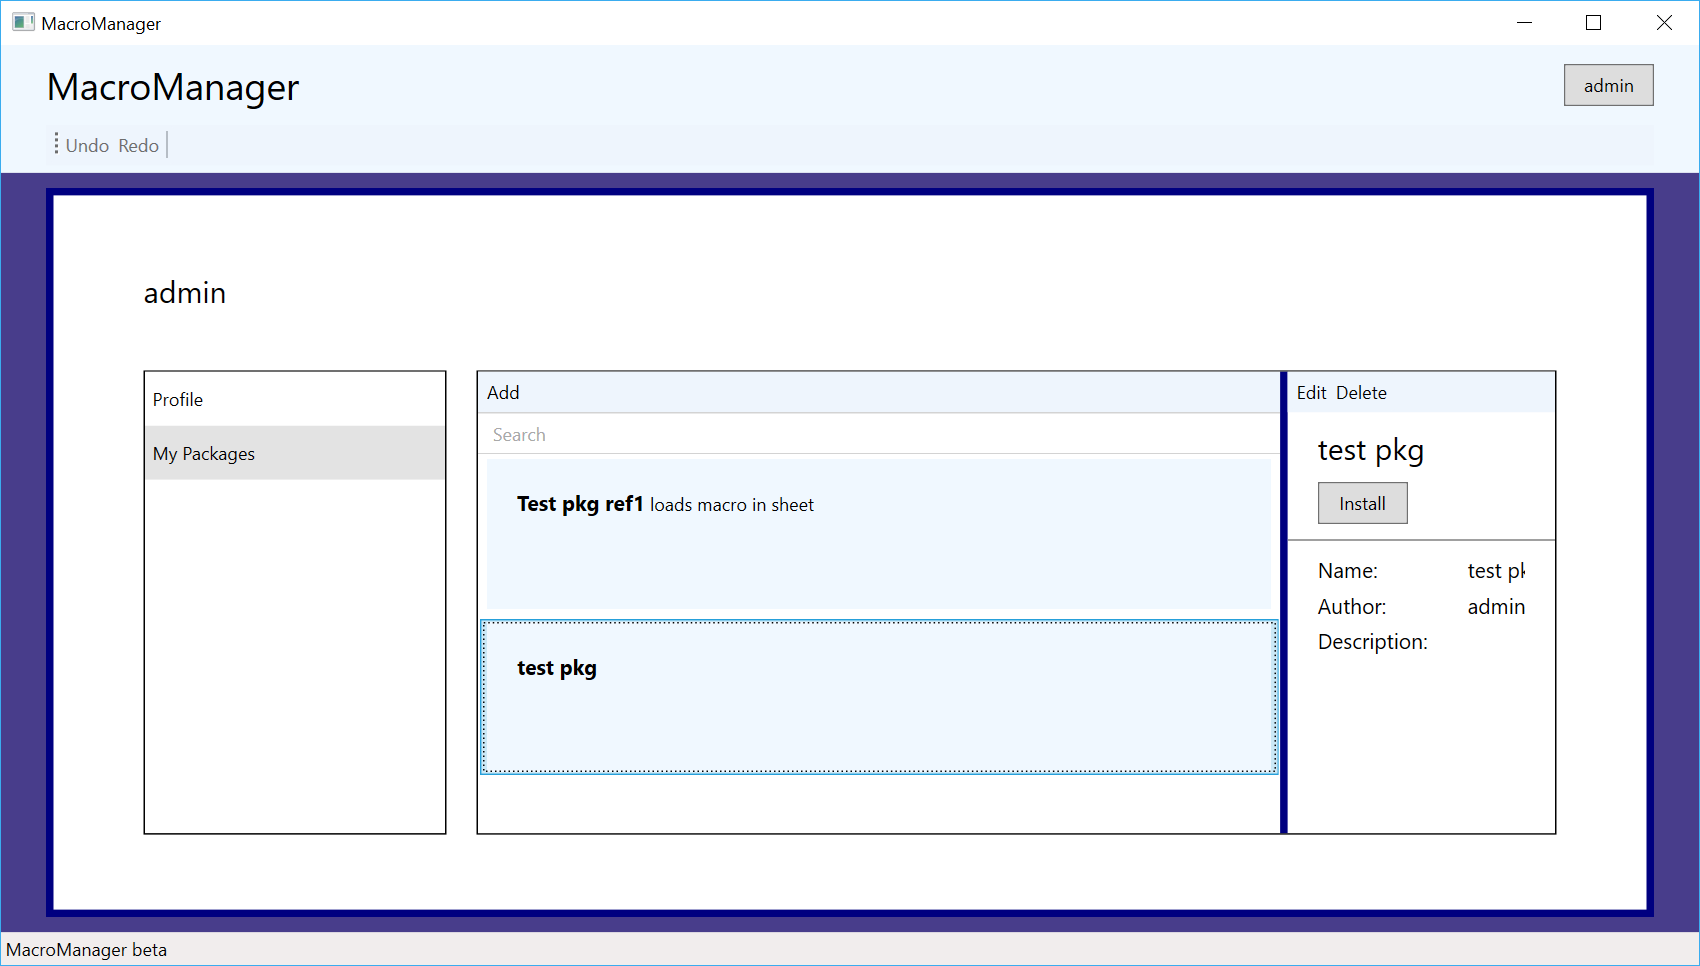 MacroManager
MacroManager
admin
Undo Redo
admin
Profile
My Packages
Add
Search
Test pkg ref1 loads macro in sheet
test pkg
Edit Delete
test pkg
Install
Name: test pk
Author: admin
Description:
MacroManager beta